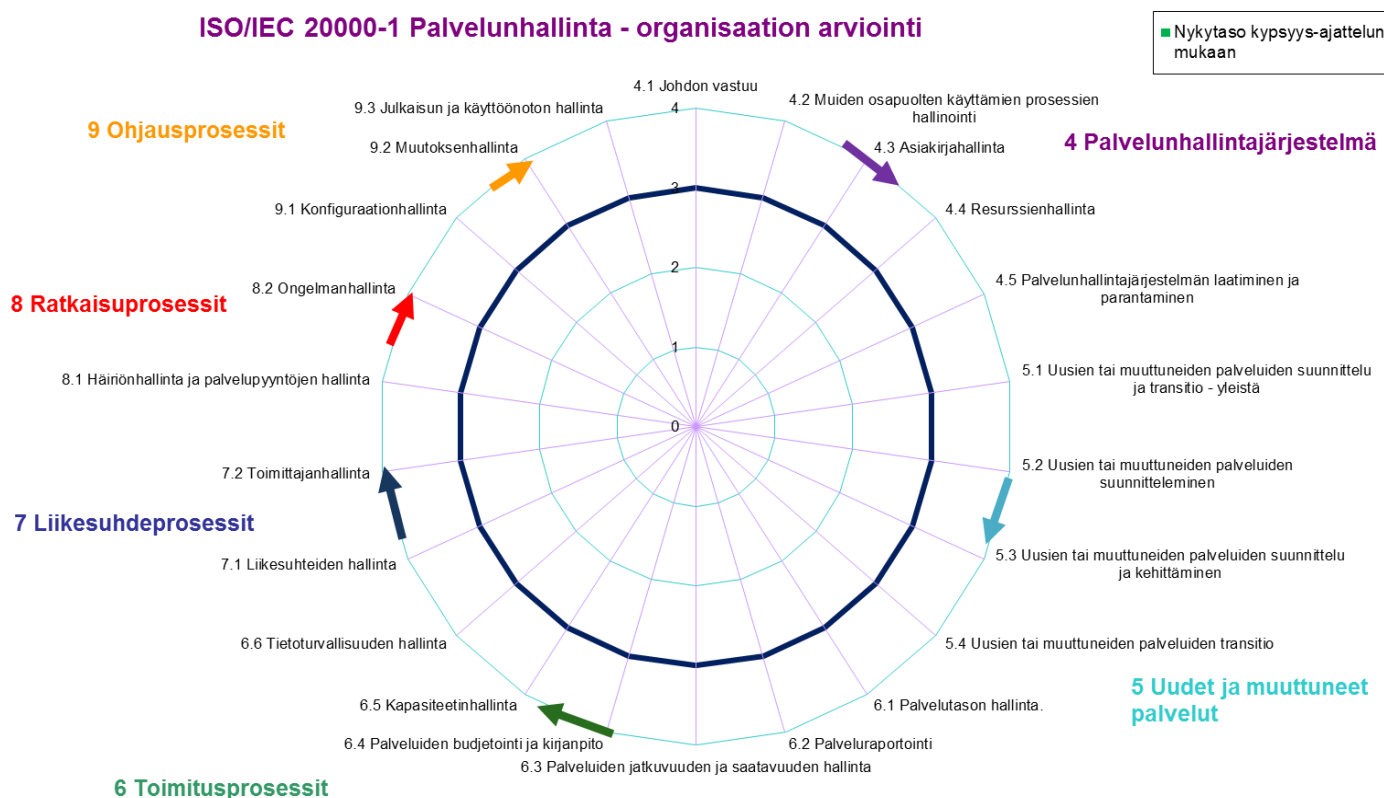 ISO/IEC 20000-1 Palvelunhallinta - organisaation arviointi
Nykytaso kypsyys-ajattelun
mukaan
4.1 Johdon vastuu
4.2 Muiden osapuolten käyttämien prosessien
hallinointi
4.3 Asiakirjahallinta
4 Palvelunhallintajärjestelmä
4.4 Resurssienhallinta
4.5 Palvelunhallintajärjestelmän laatiminen ja
parantaminen
5.1 Uusien tai muuttuneiden palveluiden suunnittelu
ja transitio - yleistä
5.2 Uusien tai muuttuneiden palveluiden
suunnitteleminen
5.3 Uusien tai muuttuneiden palveluiden suunnittelu
ja kehittäminen
5.4 Uusien tai muuttuneiden palveluiden transitio
5 Uudet ja muuttuneet
palvelut
6.1 Palvelutason hallinta.
6.2 Palveluraportointi
6.3 Palveluiden jatkuvuuden ja saatavuuden hallinta
6.4 Palveluiden budjetointi ja kirjanpito
6.5 Kapasiteetinhallinta
6 Toimitusprosessit
6.6 Tietoturvallisuuden hallinta
7.1 Liikesuhteiden hallinta
7 Liikesuhdeprosessit
7.2 Toimittajanhallinta
8.1 Häiriönhallinta ja palvelupyyntöjen hallinta
8 Ratkaisuprosessit
8.2 Ongelmanhallinta
9.1 Konfiguraationhallinta
9 Ohjausprosessit
9.2 Muutoksenhallinta
9.3 Julkaisun ja käyttöönoton hallinta
4
3
2
1
0